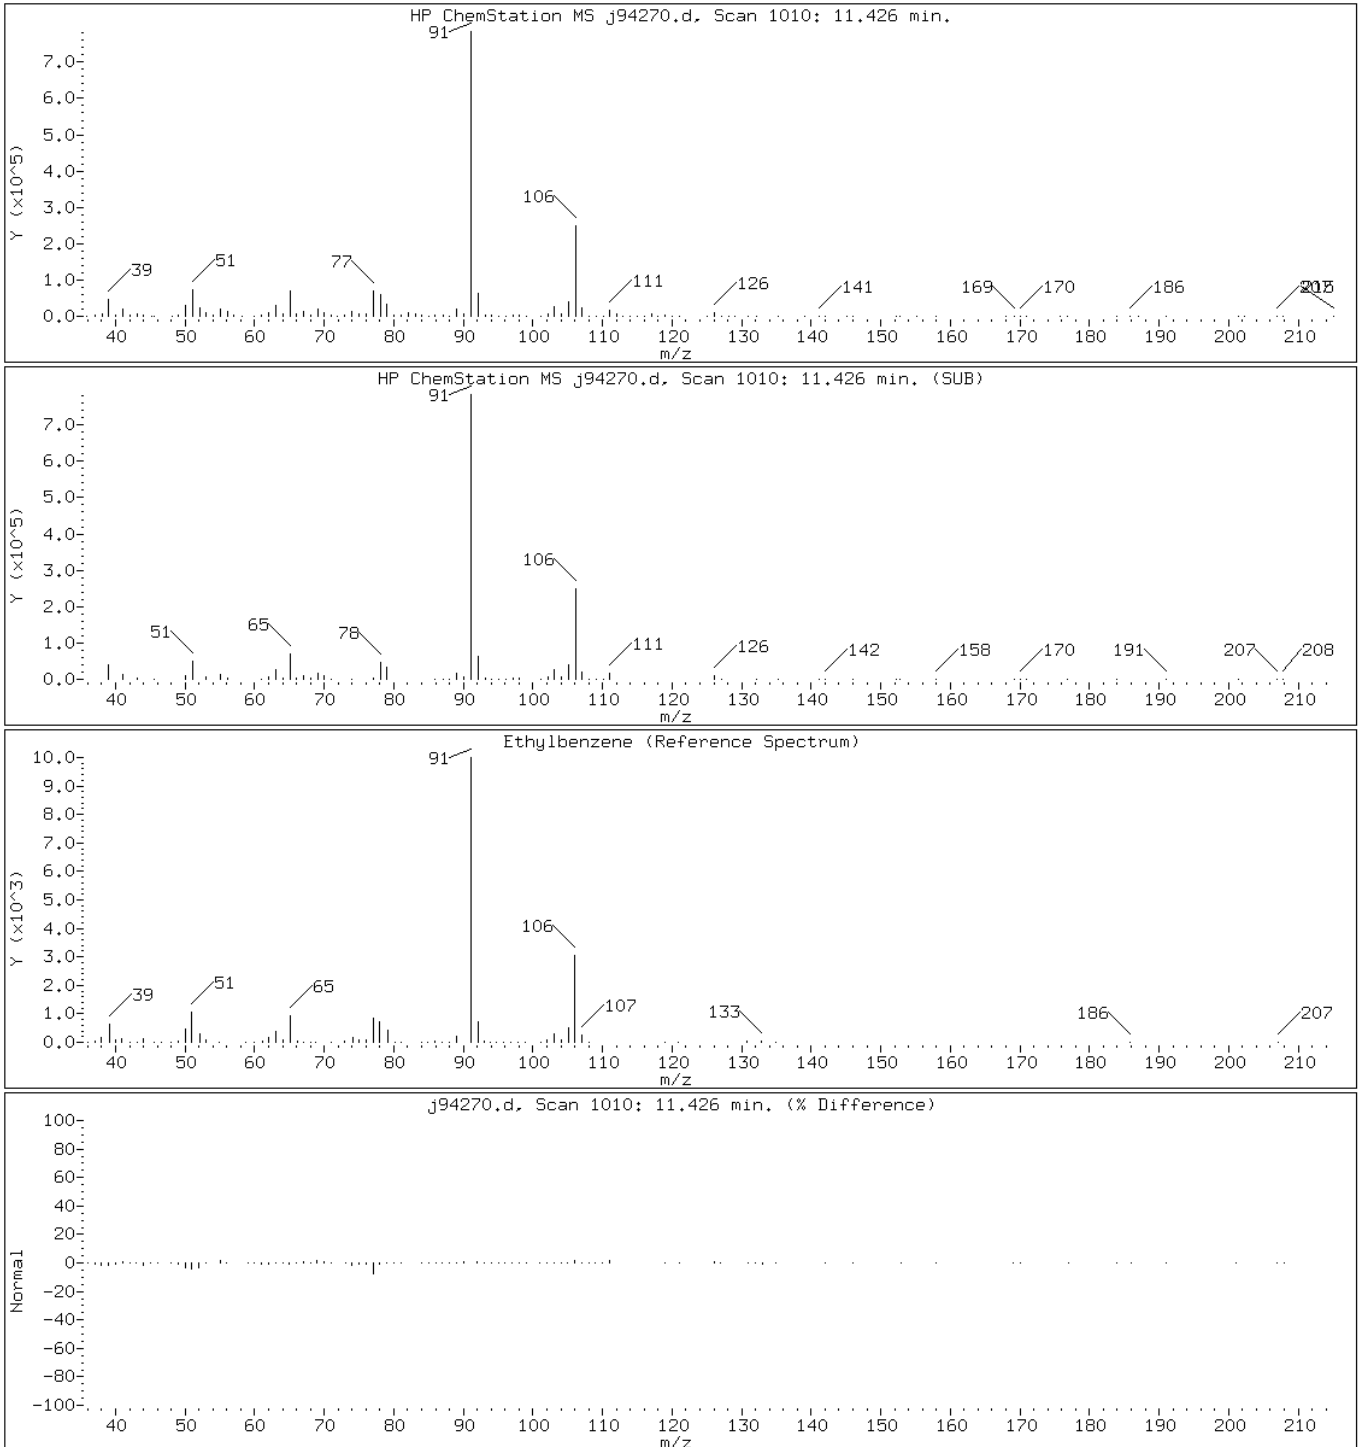 HP ChemStation MS j94270.d, Scan 1010: 11.426 min.
91
7.0
6.0
5.0
4.0
106
3.0
2.0
39 51 77
1.0
111 126 141 169 170 186
0.0
40 50 60 70 80 90 100 110 120 130 140 150 160 170 180 190 200 210
m/z
Y (x10^5)
HP ChemStation MS j94270.d, Scan 1010: 11.426 min. (SUB)
91
7.0
6.0
5.0
4.0
106
3.0
2.0
51 65 78
1.0
111 126 142 158 170 191 207 208
0.0
40 50 60 70 80 90 100 110 120 130 140 150 160 170 180 190 200 210
m/z
Y (x10^5)
Ethylbenzene (Reference Spectrum)
91
10.0
9.0
8.0
7.0
6.0
5.0
4.0
106
3.0
2.0
39 51 65
1.0
107 133 186 207
0.0
40 50 60 70 80 90 100 110 120 130 140 150 160 170 180 190 200 210
m/z
Y (x10^3)
j94270.d, Scan 1010: 11.426 min. (% Difference)
100
80
60
40
20
0
-20
-40
-60
-80
-100
40 50 60 70 80 90 100 110 120 130 140 150 160 170 180 190 200 210
m/z
Normal